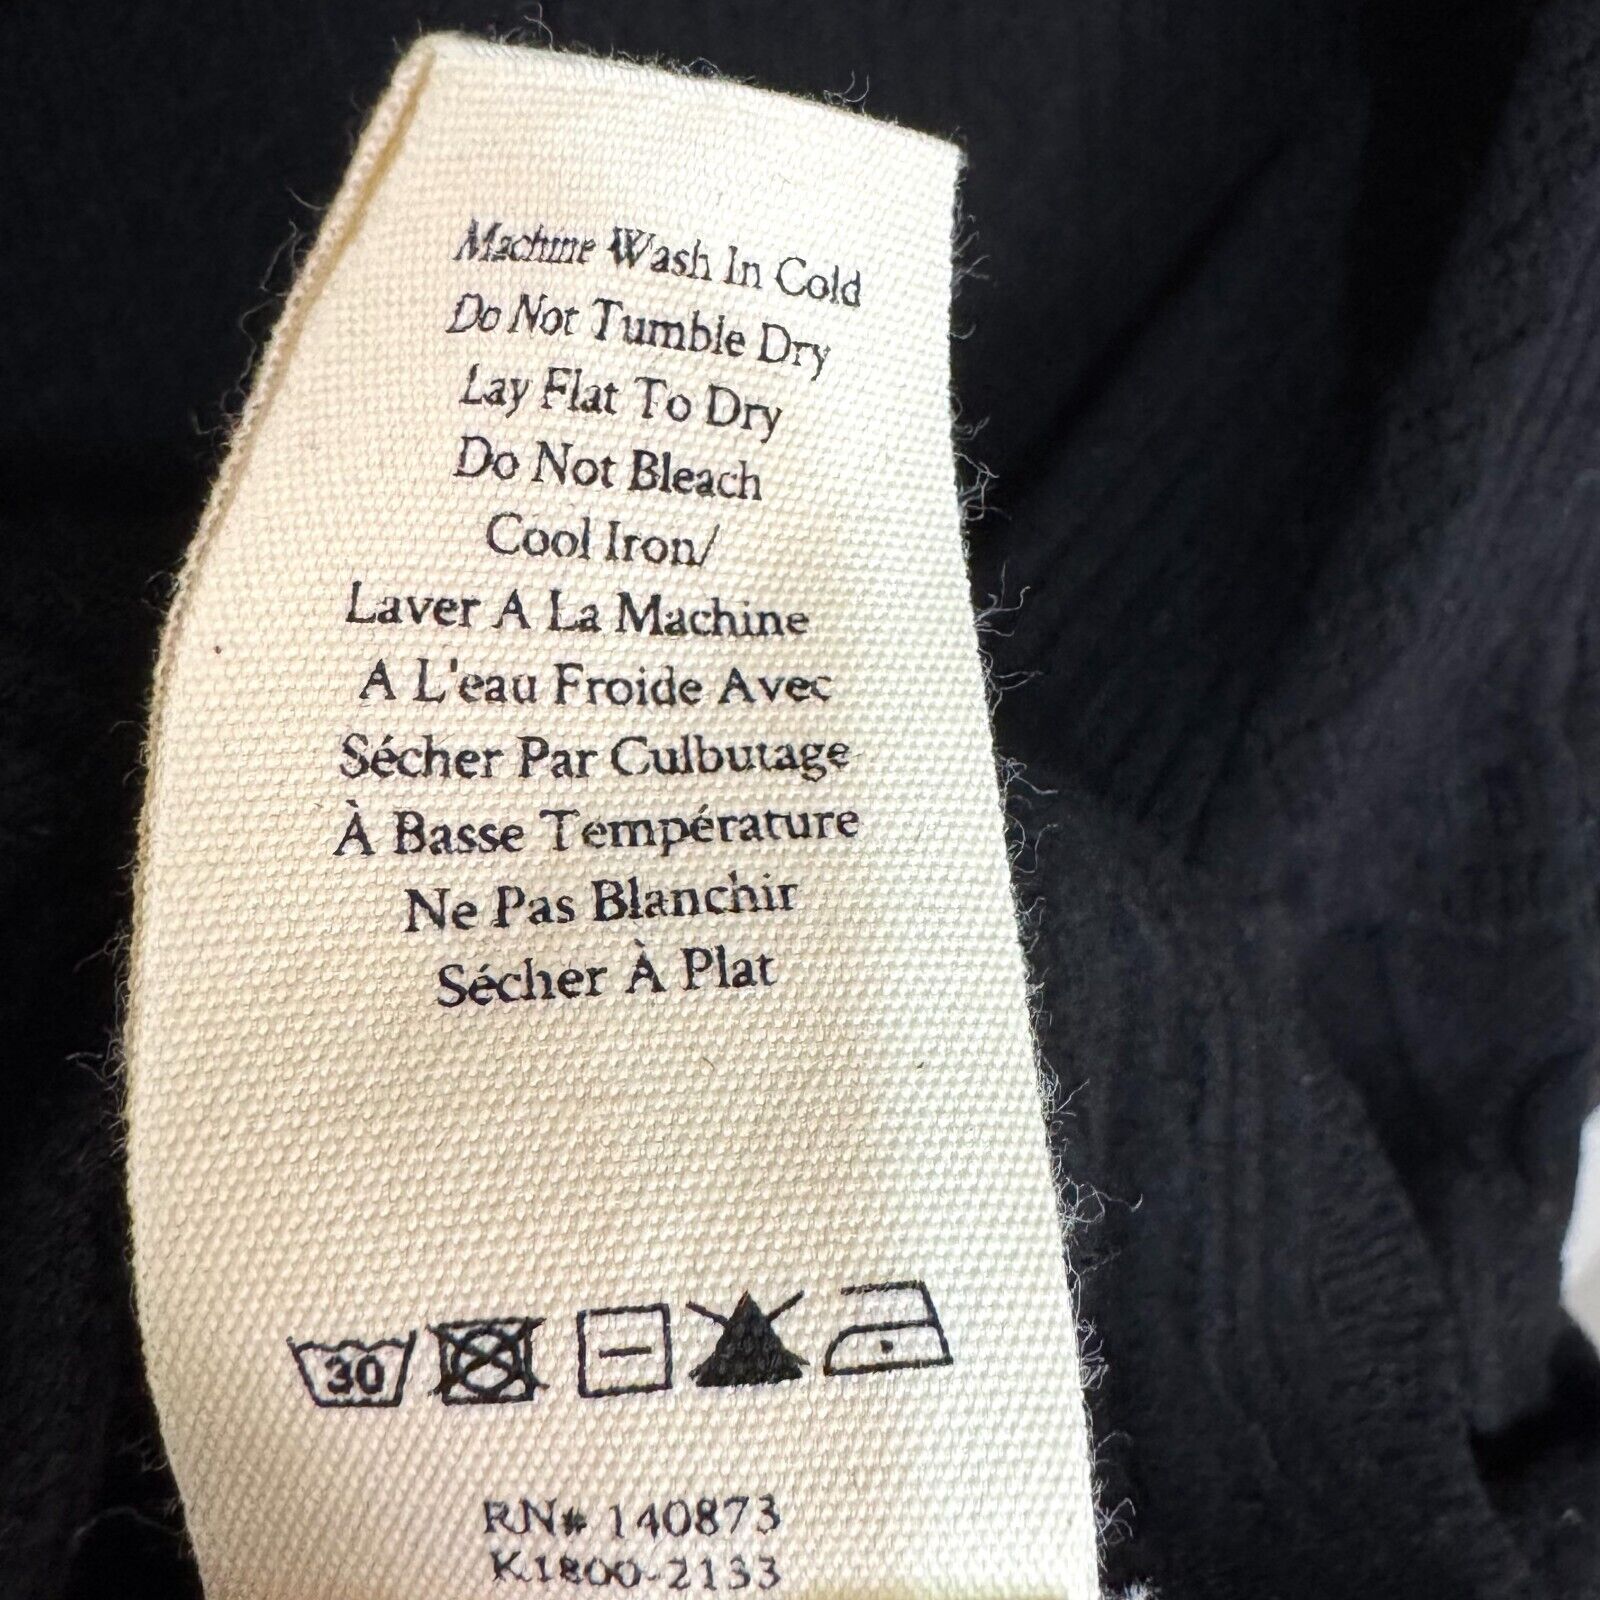 Machine Wash In Cold
Do Not Tumble Dry
Lay Flat To Dry
Do Not Bleach
Cool Iron/
Laver A La Machine
A L'eau Froide Avec
Sécher Par Culbutage
À Basse Température
Ne Pas Blanchir
Sécher À Plat
30
RN# 140873
K1800-2133